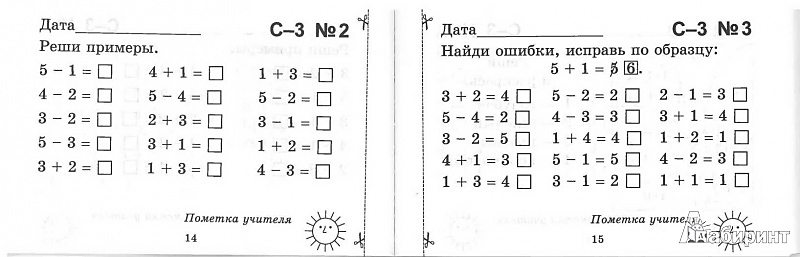 Дата
С–3 №2
Реши примеры.
5 – 1 = □ 4 + 1 = □ 1 + 3 = □
4 – 2 = □ 5 – 4 = □ 5 – 2 = □
3 – 2 = □ 2 + 3 = □ 3 – 1 = □
5 – 3 = □ 3 + 1 = □ 1 + 2 = □
3 + 2 = □ 1 + 3 = □ 4 – 3 = □
Пометка учителя
14
Дата
С–3 №3
Найди ошибки, исправь по образцу:
5 + 1 = 5 6.
3 + 2 = 4 □ 5 – 2 = 2 □ 2 – 1 = 3 □
5 – 4 = 2 □ 4 – 3 = 3 □ 3 + 1 = 4 □
3 – 2 = 5 □ 1 + 4 = 4 □ 1 + 2 = 1 □
4 + 1 = 3 □ 5 – 1 = 5 □ 4 – 2 = 3 □
1 + 3 = 4 □ 3 – 1 = 2 □ 1 + 1 = 1 □
Пометка учителя
15
Лабиринт